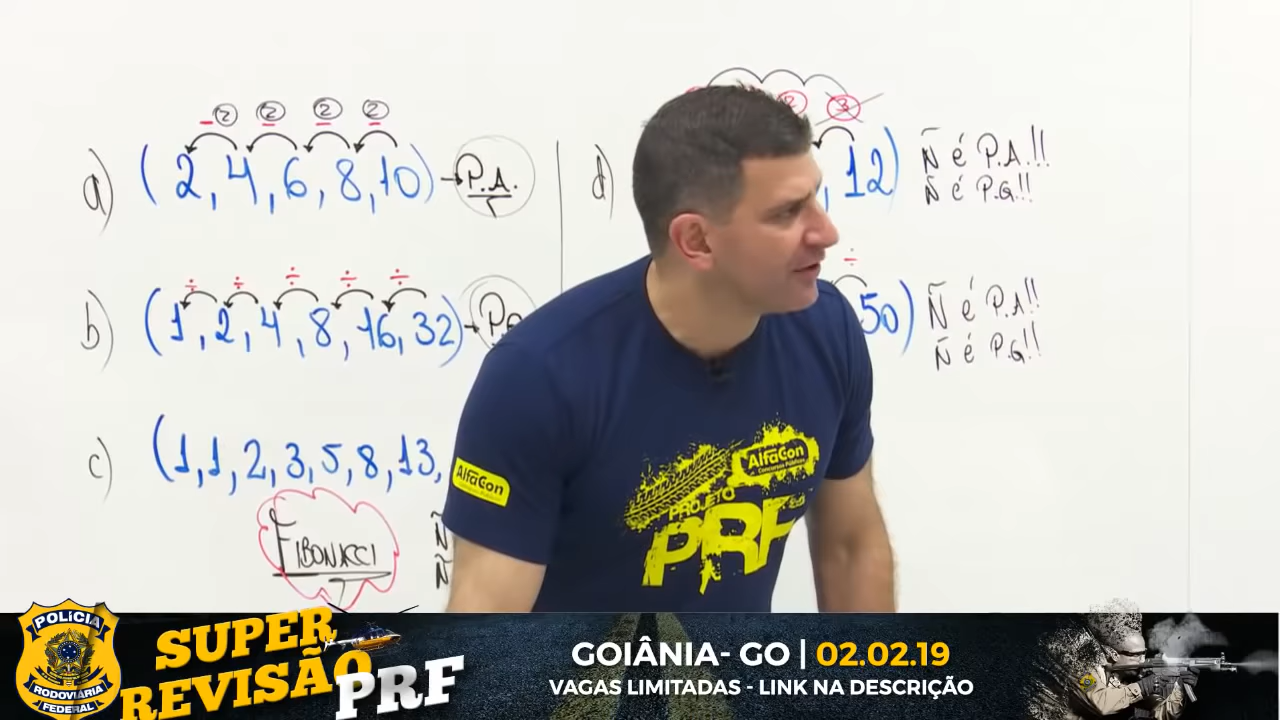 - ② ② ② ②
a) (2, 4, 6, 8, 10) → P.A.
÷ ÷ ÷ ÷ ÷
b) (1, 2, 4, 8, 16, 32) →
c) (1, 1, 2, 3, 5, 8, 13,
FIBONACCI
② ③
d) , 12) Ñ é P.A.!!
Ñ é P.G!!
÷
50) Ñ é P.A!!
Ñ é P.G!!
AlfaCon
Concursos Públicos
AlfaCon
PROJETO
PRF
POLÍCIA
RODOVIÁRIA
FEDERAL
SUPER
REVISÃO
PRF
GOIÂNIA- GO | 02.02.19
VAGAS LIMITADAS - LINK NA DESCRIÇÃO